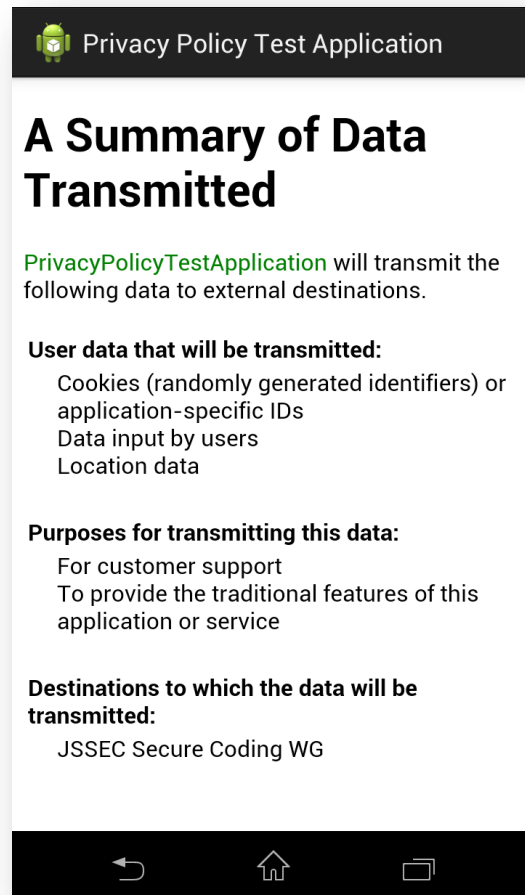 Privacy Policy Test Application
A Summary of Data
Transmitted
PrivacyPolicyTestApplication will transmit the
following data to external destinations.
User data that will be transmitted:
Cookies (randomly generated identifiers) or
application-specific IDs
Data input by users
Location data
Purposes for transmitting this data:
For customer support
To provide the traditional features of this
application or service
Destinations to which the data will be
transmitted:
JSSEC Secure Coding WG